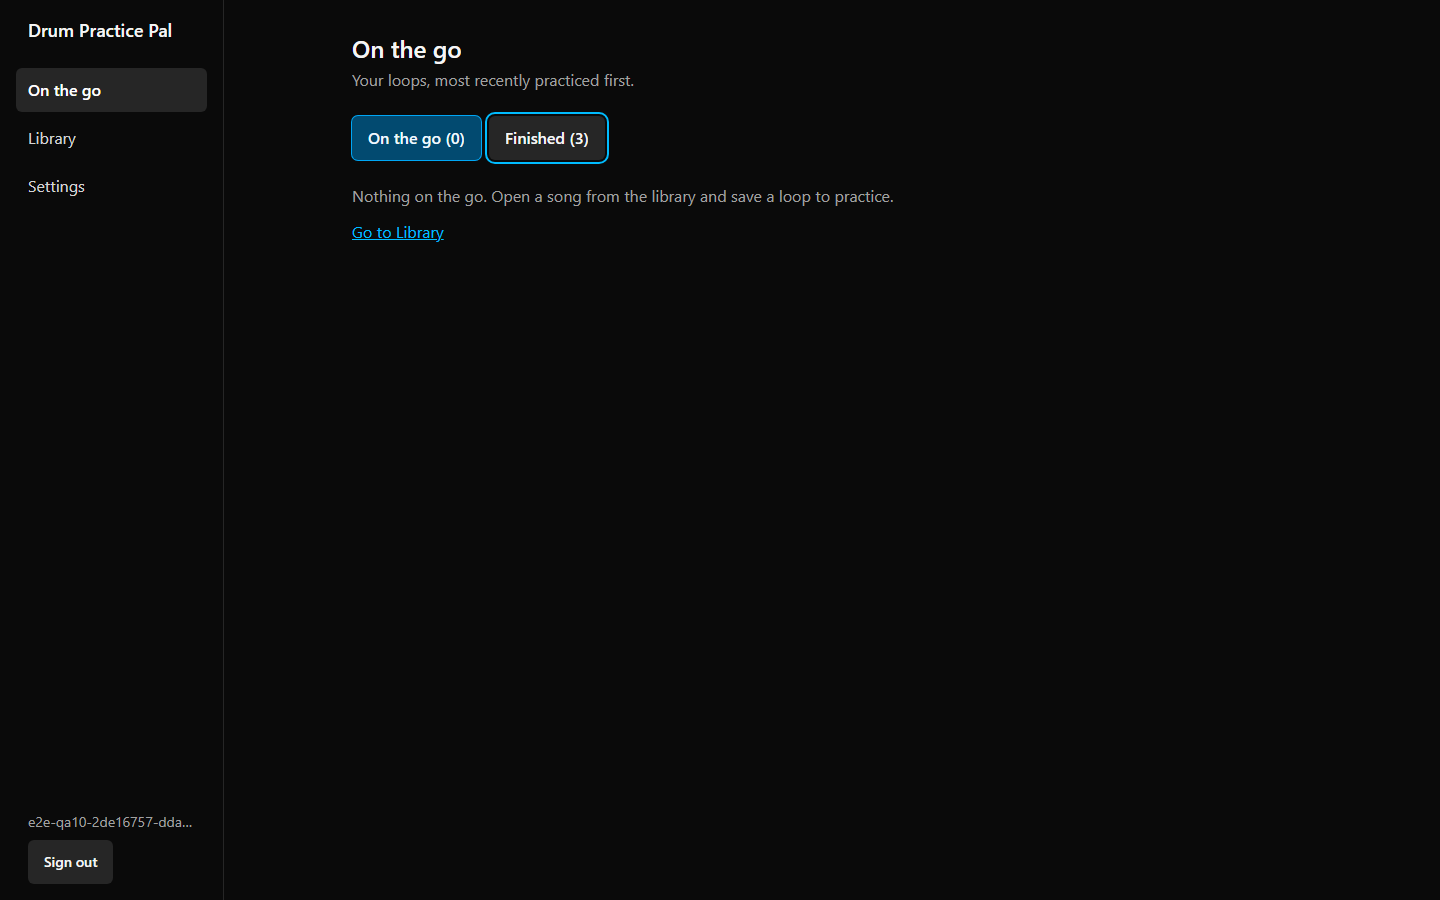 Drum Practice Pal
On the go
Library
Settings
On the go
Your loops, most recently practiced first.
On the go (0)
Finished (3)
Nothing on the go. Open a song from the library and save a loop to practice.
Go to Library
e2e-qa10-2de16757-dda...
Sign out